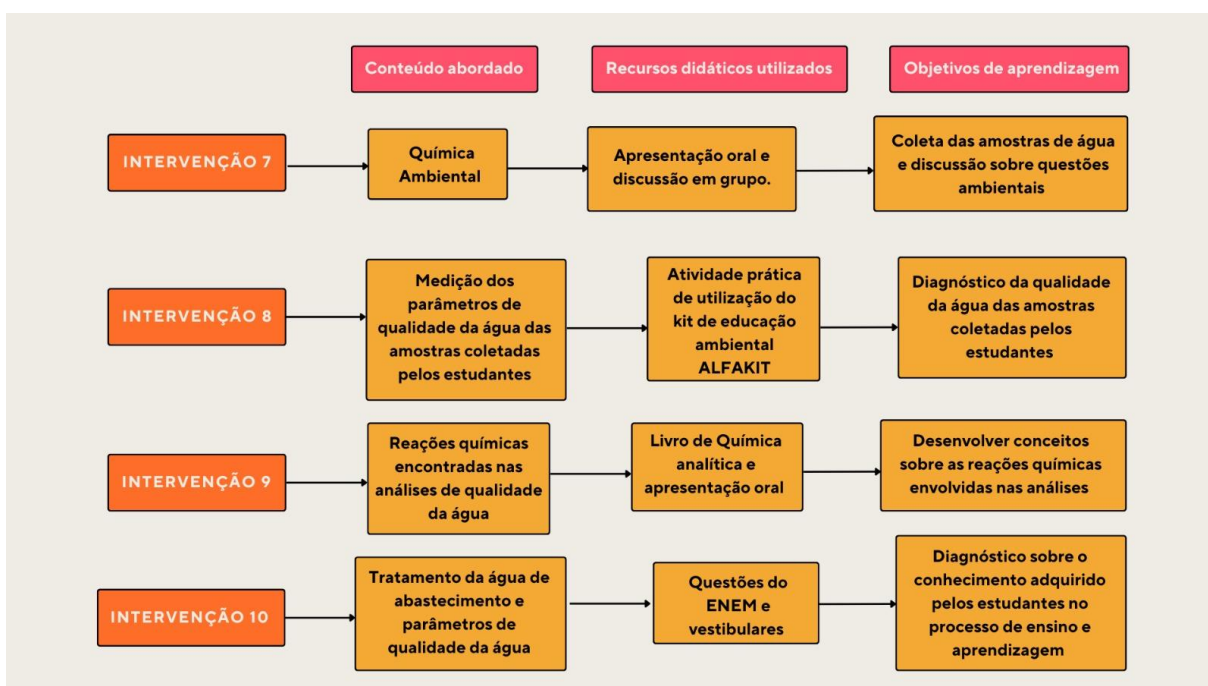 Conteúdo abordado
Recursos didáticos utilizados
Objetivos de aprendizagem
INTERVENÇÃO 7
Química
Ambiental
Apresentação oral e
discussão em grupo.
Coleta das amostras de água
e discussão sobre questões
ambientais
INTERVENÇÃO 8
Medição dos
parâmetros de
qualidade da água das
amostras coletadas
pelos estudantes
Atividade prática
de utilização do
kit de educação
ambiental
ALFAKIT
Diagnóstico da qualidade
da água das amostras
coletadas pelos
estudantes
INTERVENÇÃO 9
Reações químicas
encontradas nas
análises de qualidade
da água
Livro de Química
analítica e
apresentação oral
Desenvolver conceitos
sobre as reações químicas
envolvidas nas análises
INTERVENÇÃO 10
Tratamento da água de
abastecimento e
parâmetros de
qualidade da água
Questões do
ENEM e
vestibulares
Diagnóstico sobre o
conhecimento adquirido
pelos estudantes no
processo de ensino e
aprendizagem